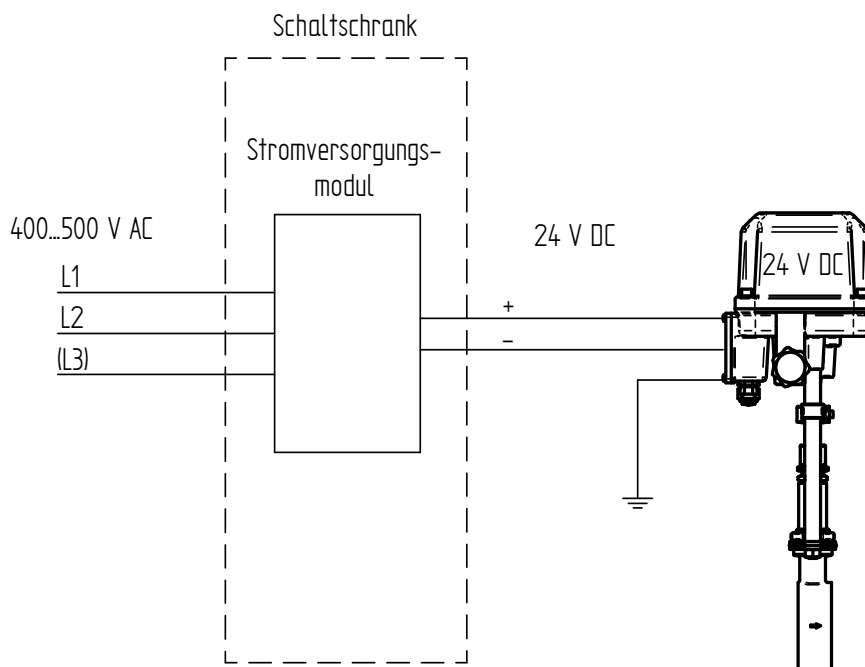 Schaltschrank
Stromversorgungs-
modul
400...500 V AC
24 V DC
24 V DC
L1
L2
(L3)
+
-